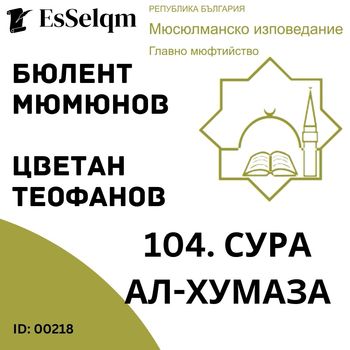 EsSelqm
РЕПУБЛИКА БЪЛГАРИЯ
Мюсюлманско изповедание
Главно мюфтийство
БЮЛЕНТ
МЮМЮНОВ
ЦВЕТАН
ТЕОФАНОВ
104. СУРА
АЛ-ХУМАЗА
ID: 00218